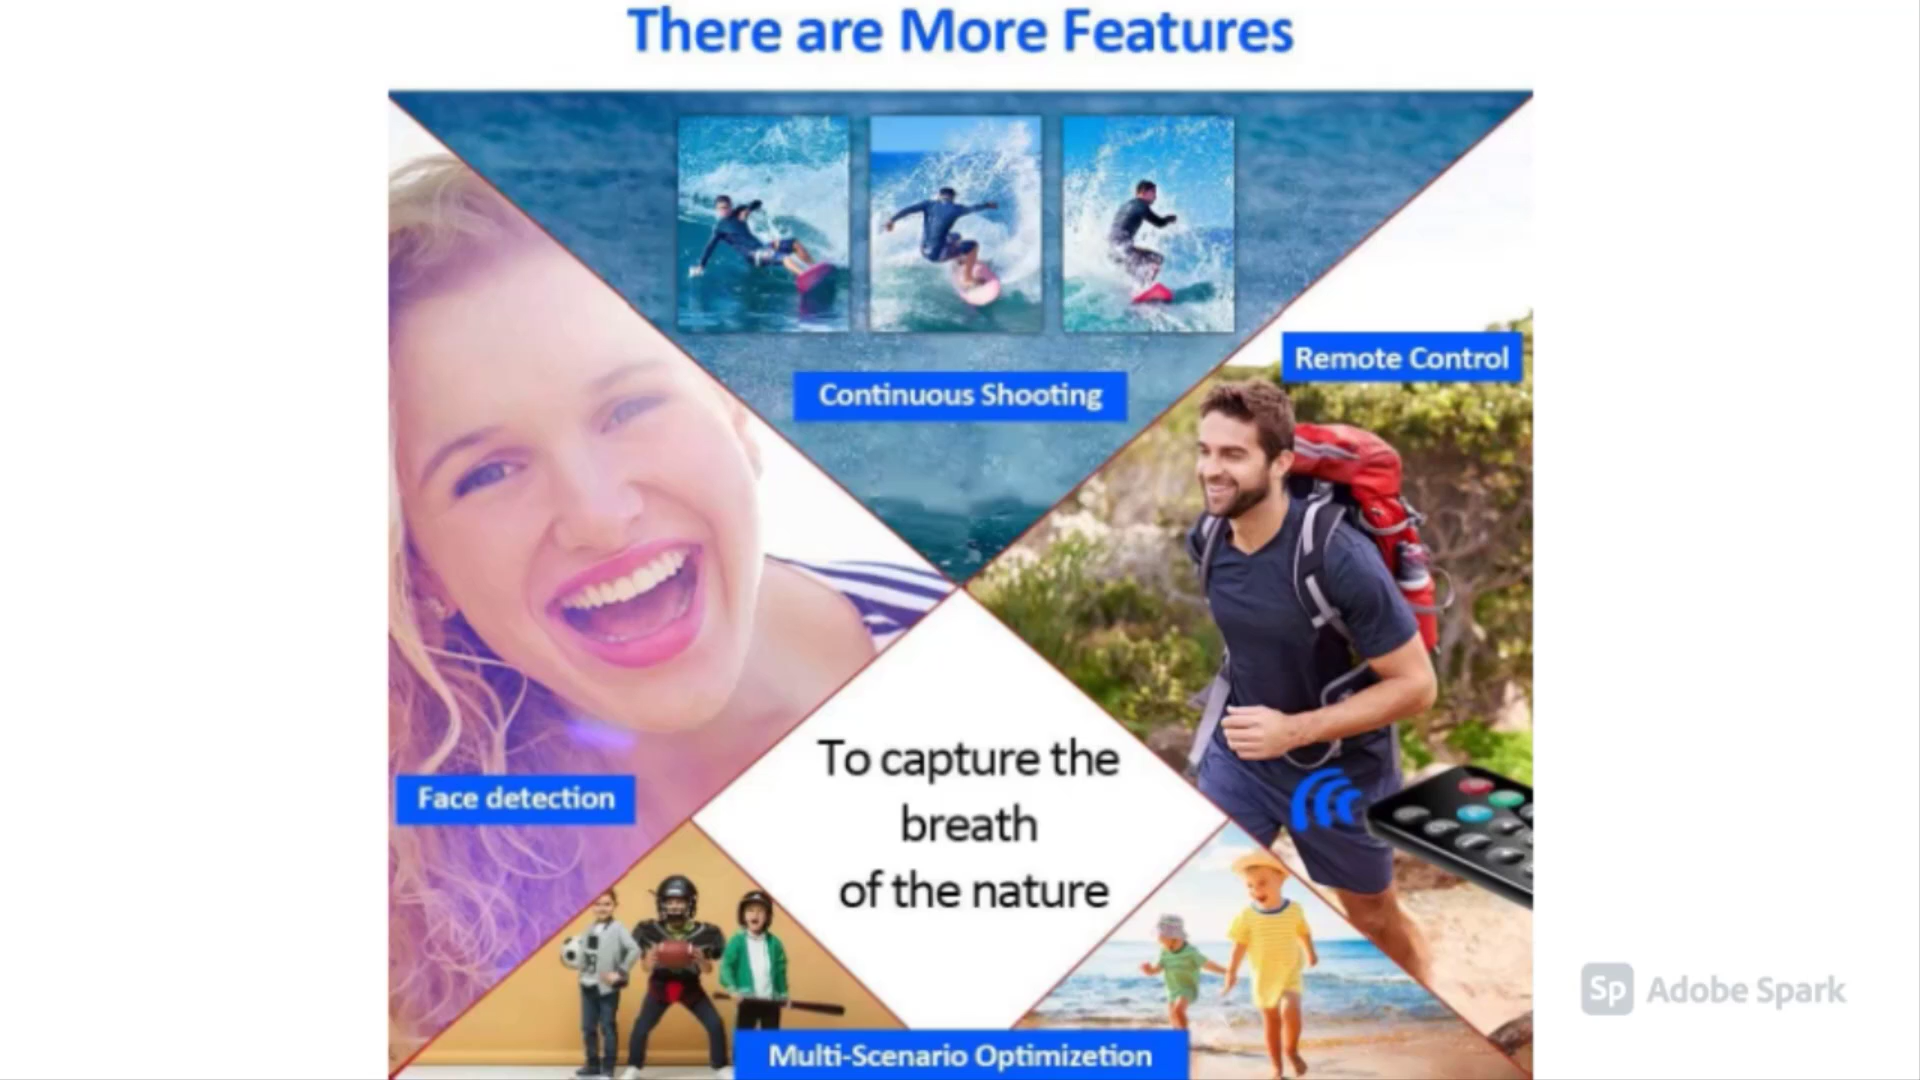 There are More Features
Continuous Shooting
Remote Control
Face detection
To capture the
breath
of the nature
Multi-Scenario Optimizetion
Sp Adobe Spark